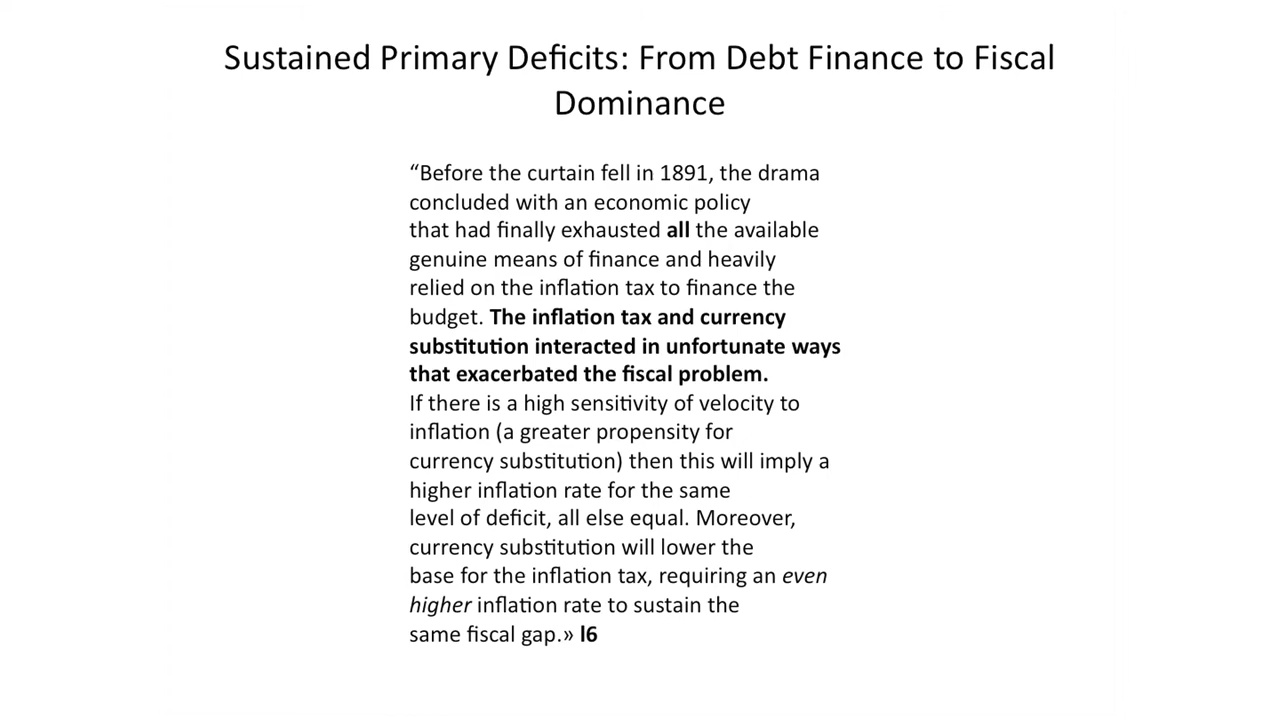 Sustained Primary Deficits: From Debt Finance to Fiscal
Dominance
“Before the curtain fell in 1891, the drama
concluded with an economic policy
that had finally exhausted all the available
genuine means of finance and heavily
relied on the inflation tax to finance the
budget. The inflation tax and currency
substitution interacted in unfortunate ways
that exacerbated the fiscal problem.
If there is a high sensitivity of velocity to
inflation (a greater propensity for
currency substitution) then this will imply a
higher inflation rate for the same
level of deficit, all else equal. Moreover,
currency substitution will lower the
base for the inflation tax, requiring an even
higher inflation rate to sustain the
same fiscal gap.» l6